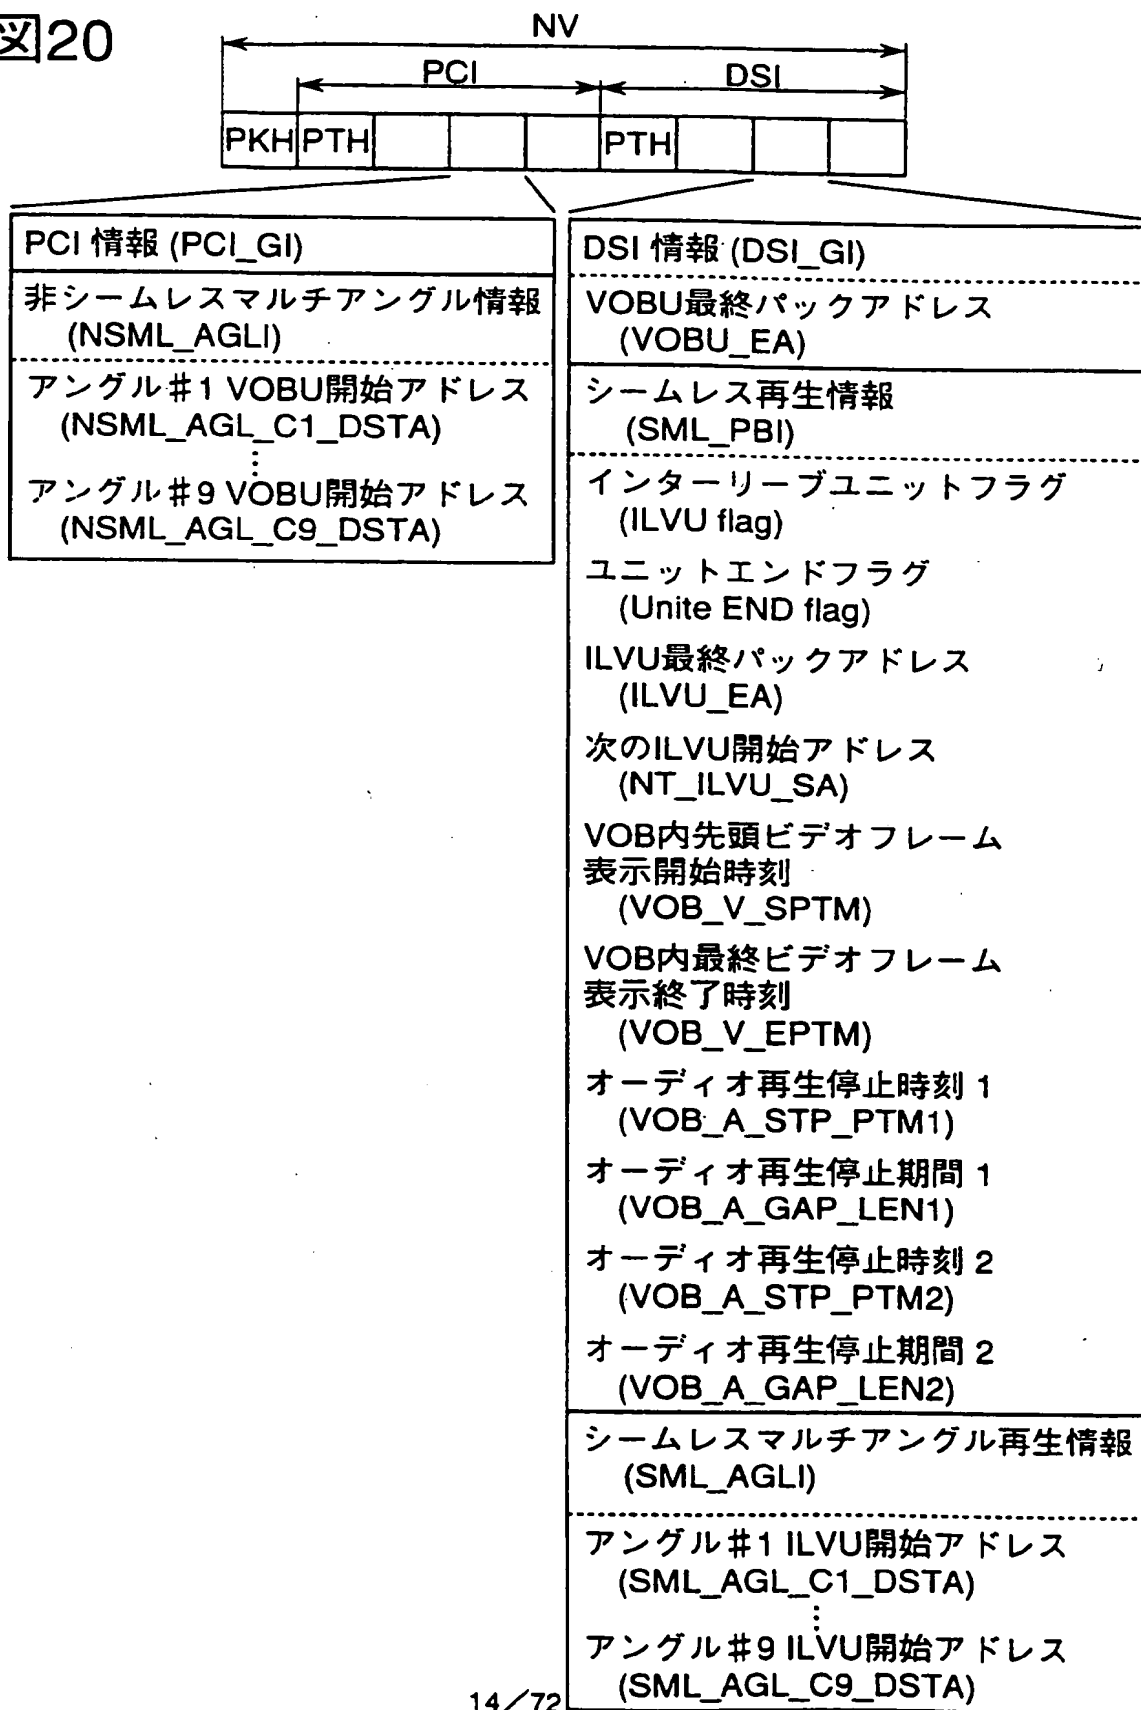 図20
NV
PCI
DSI
PKH PTH PTH
PCI 情報 (PCI_GI)
非シームレスマルチアングル情報
(NSML_AGLI)
アングル#1 VOBU開始アドレス
(NSML_AGL_C1_DSTA)
⋮
アングル#9 VOBU開始アドレス
(NSML_AGL_C9_DSTA)
DSI 情報 (DSI_GI)
VOBU最終パックアドレス
(VOBU_EA)
シームレス再生情報
(SML_PBI)
インターリーブユニットフラグ
(ILVU flag)
ユニットエンドフラグ
(Unite END flag)
ILVU最終パックアドレス
(ILVU_EA)
次のILVU開始アドレス
(NT_ILVU_SA)
VOB内先頭ビデオフレーム
表示開始時刻
(VOB_V_SPTM)
VOB内最終ビデオフレーム
表示終了時刻
(VOB_V_EPTM)
オーディオ再生停止時刻 1
(VOB_A_STP_PTM1)
オーディオ再生停止期間 1
(VOB_A_GAP_LEN1)
オーディオ再生停止時刻 2
(VOB_A_STP_PTM2)
オーディオ再生停止期間 2
(VOB_A_GAP_LEN2)
シームレスマルチアングル再生情報
(SML_AGLI)
アングル#1 ILVU開始アドレス
(SML_AGL_C1_DSTA)
⋮
アングル#9 ILVU開始アドレス
(SML_AGL_C9_DSTA)
14/72